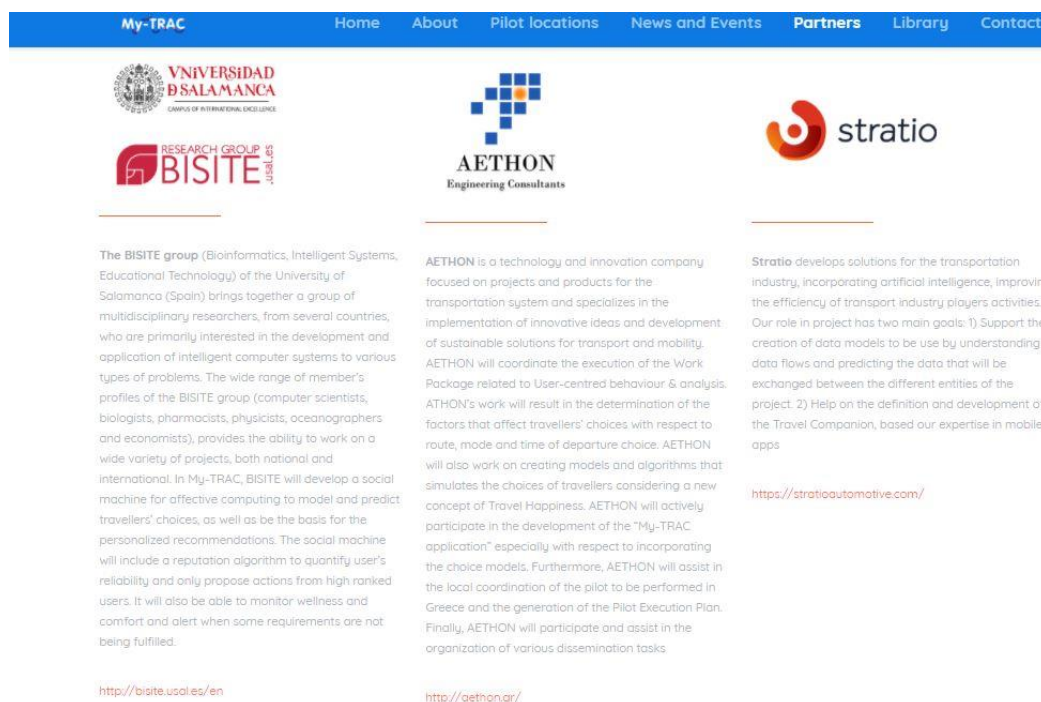 My-TRAC Home About Pilot locations News and Events Partners Library Contact
VNiVERSiDAD
D SALAMANCA
CAMPUS OF INTERNATIONAL EXCELLENCE
RESEARCH GROUP
BISITE
.usal.es
The BISITE group (Bioinformatics, Intelligent Systems,
Educational Technology) of the University of
Salamanca (Spain) brings together a group of
multidisciplinary researchers, from several countries,
who are primarily interested in the development and
application of intelligent computer systems to various
types of problems. The wide range of member's
profiles of the BISITE group (computer scientists,
biologists, pharmacists, physicists, oceanographers
and economists), provides the ability to work on a
wide variety of projects, both national and
international. In My-TRAC, BISITE will develop a social
machine for affective computing to model and predict
travellers' choices, as well as be the basis for the
personalized recommendations. The social machine
will include a reputation algorithm to quantify user's
reliability and only propose actions from high ranked
users. It will also be able to monitor wellness and
comfort and alert when some requirements are not
being fulfilled.
http://bisite.usal.es/en
AETHON
Engineering Consultants
AETHON is a technology and innovation company
focused on projects and products for the
transportation system and specializes in the
implementation of innovative ideas and development
of sustainable solutions for transport and mobility.
AETHON will coordinate the execution of the Work
Package related to User-centred behaviour & analysis.
ATHON's work will result in the determination of the
factors that affect travellers' choices with respect to
route, mode and time of departure choice. AETHON
will also work on creating models and algorithms that
simulates the choices of travellers considering a new
concept of Travel Happiness. AETHON will actively
participate in the development of the "My-TRAC
application" especially with respect to incorporating
the choice models. Furthermore, AETHON will assist in
the local coordination of the pilot to be performed in
Greece and the generation of the Pilot Execution Plan.
Finally, AETHON will participate and assist in the
organization of various dissemination tasks
http://aethon.gr/
stratio
Stratio develops solutions for the transportation
industry, incorporating artificial intelligence, Improvin
the efficiency of transport industry players activities.
Our role in project has two main goals: 1) Support the
creation of data models to be use by understanding
data flows and predicting the data that will be
exchanged between the different entities of the
project. 2) Help on the definition and development o
the Travel Companion, based our expertise in mobile
apps
https://stratioautomotive.com/